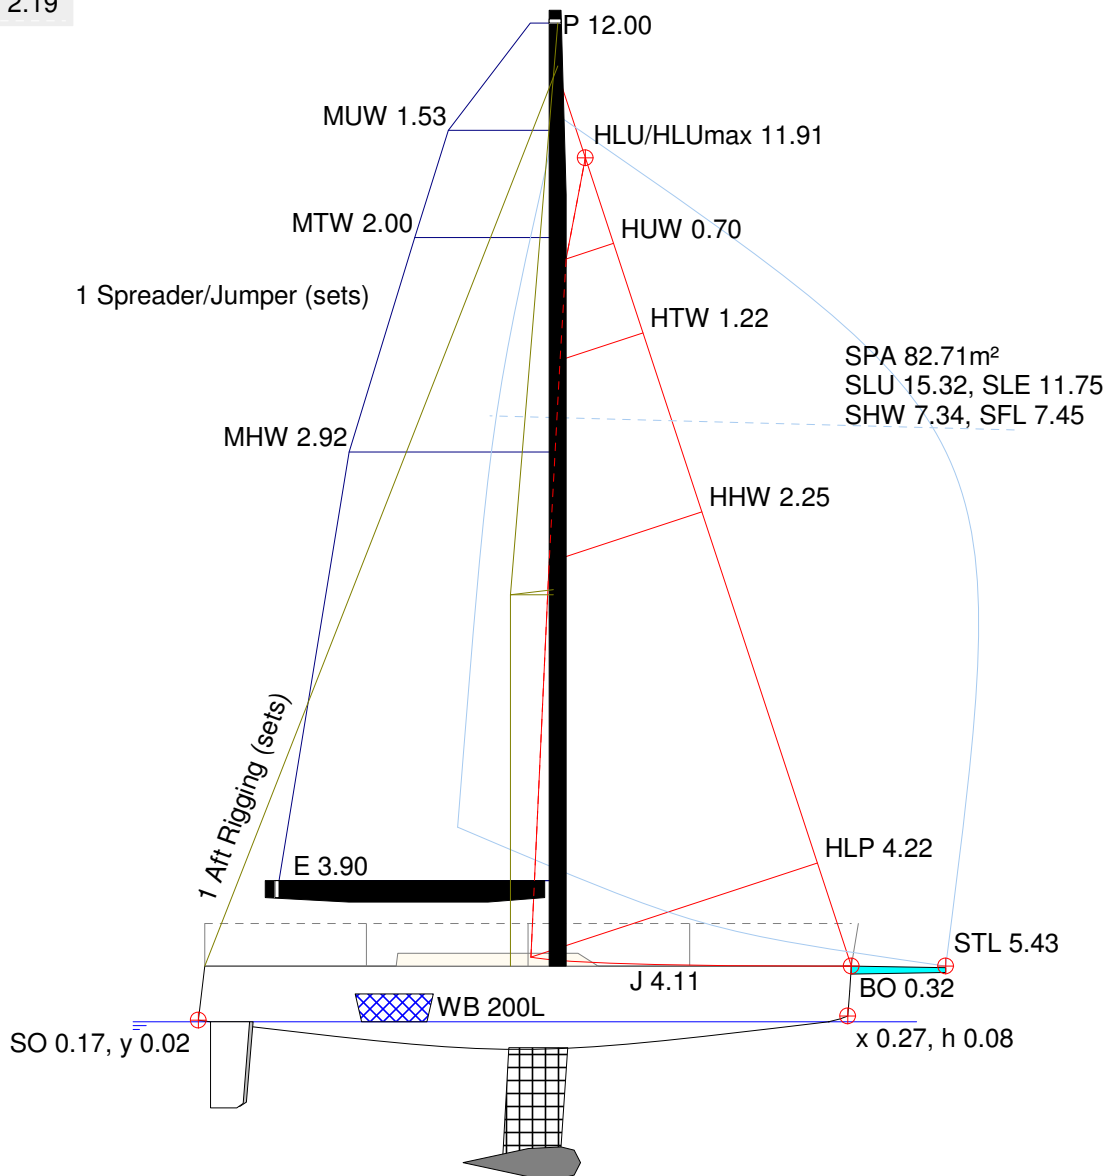 2.19
P 12.00
MUW 1.53
HLU/HLUmax 11.91
MTW 2.00
HUW 0.70
1 Spreader/Jumper (sets)
HTW 1.22
SPA 82.71m²
SLU 15.32, SLE 11.75
SHW 7.34, SFL 7.45
MHW 2.92
HHW 2.25
1 Aft Rigging (sets)
HLP 4.22
E 3.90
STL 5.43
J 4.11
BO 0.32
WB 200L
SO 0.17, y 0.02
x 0.27, h 0.08